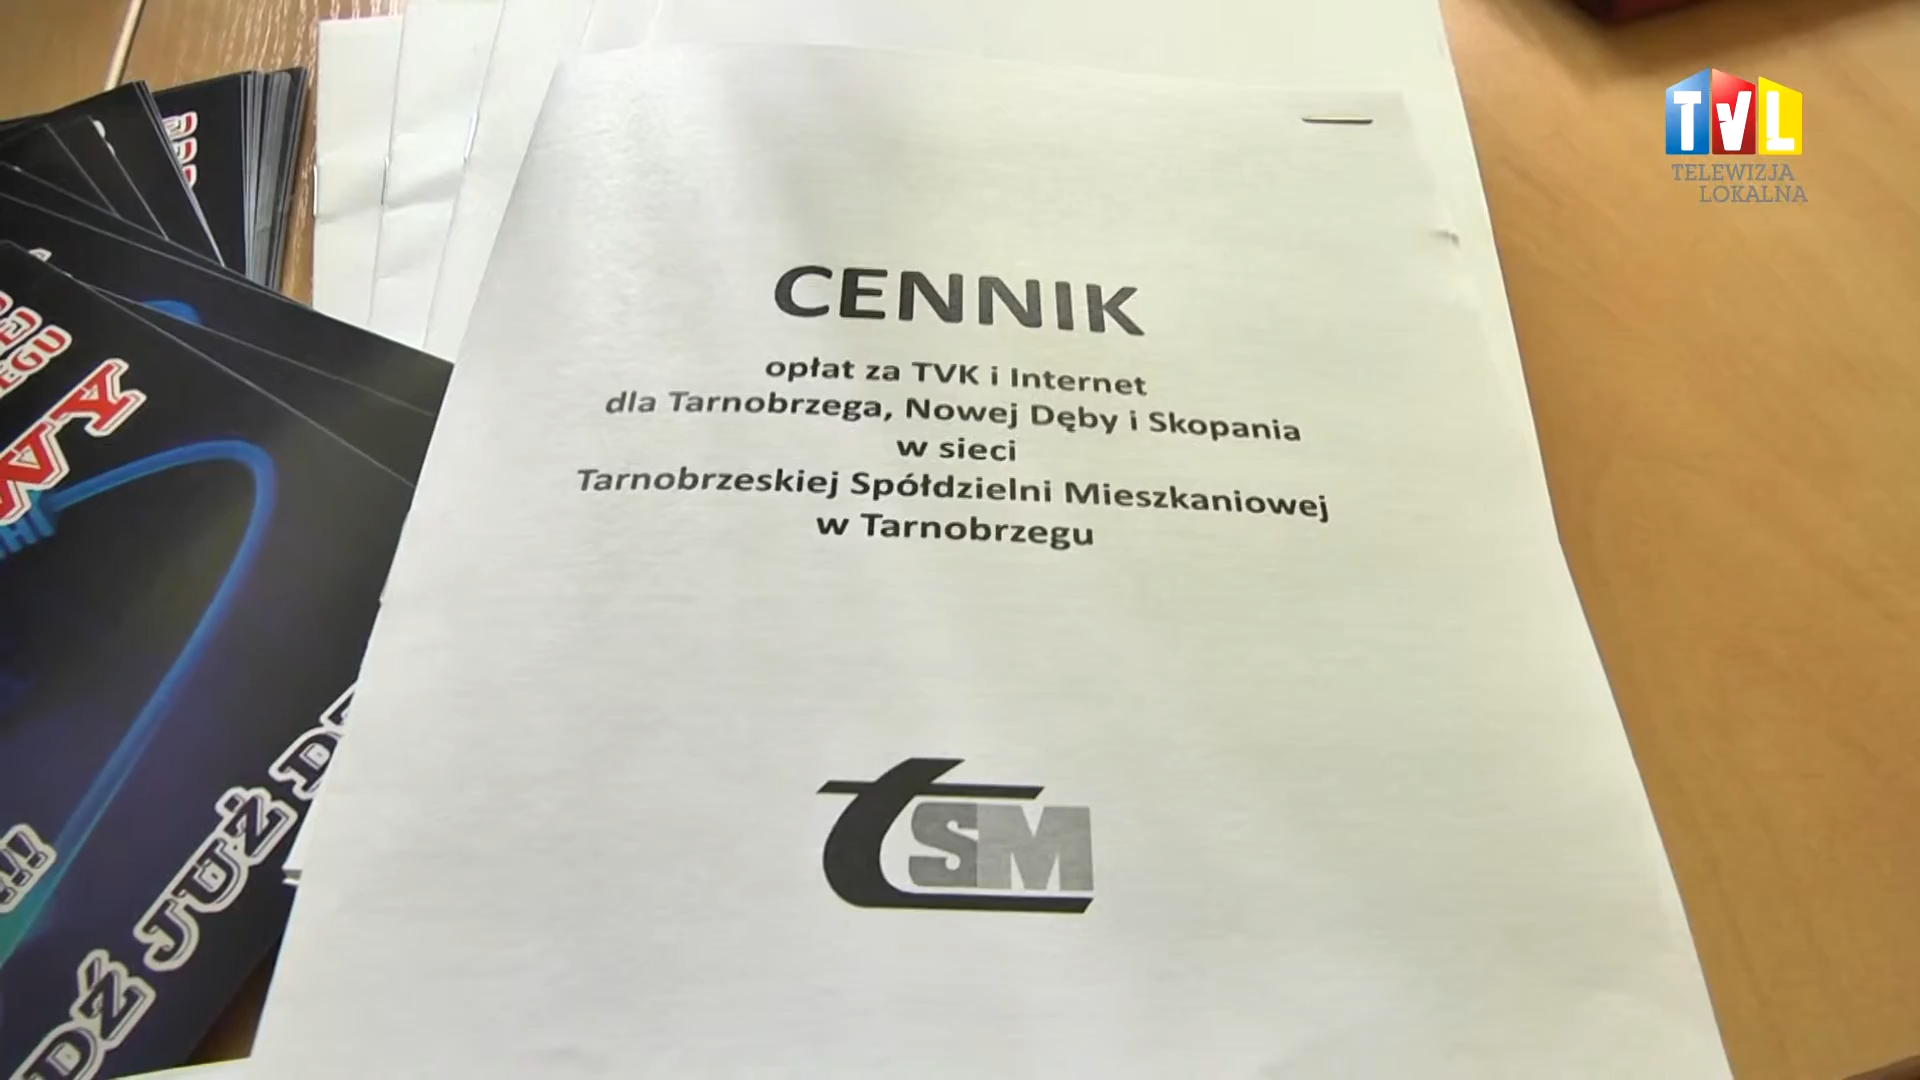 TVL
TELEWIZJA
LOKALNA
CENNIK
opłat za TVK i Internet
dla Tarnobrzega, Nowej Dęby i Skopania
w sieci
Tarnobrzeskiej Spółdzielni Mieszkaniowej
w Tarnobrzegu
tSM
JUŻ
!!!